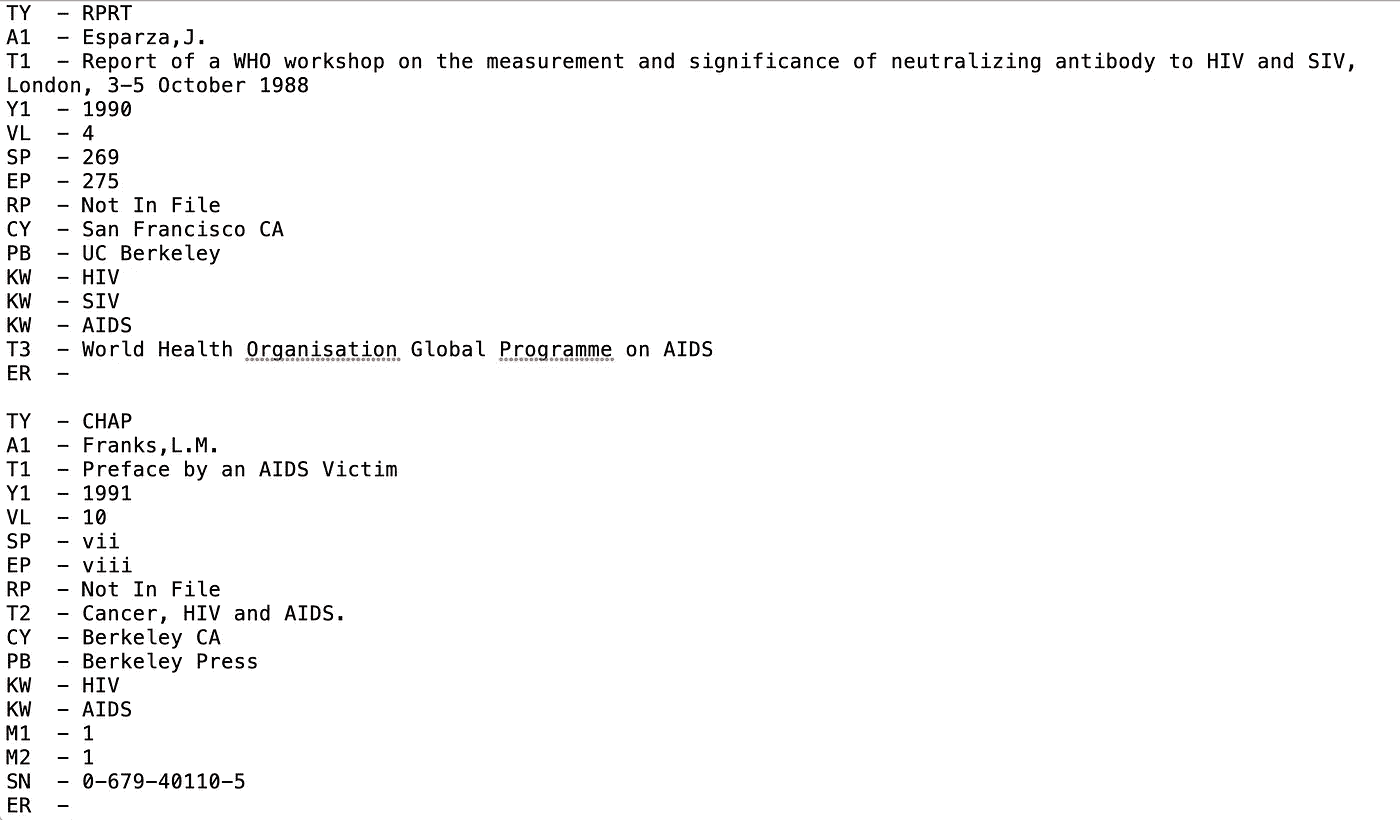 TY  - RPRT
A1  - Esparza,J.
T1  - Report of a WHO workshop on the measurement and significance of neutralizing antibody to HIV and SIV,
London, 3-5 October 1988
Y1  - 1990
VL  - 4
SP  - 269
EP  - 275
RP  - Not In File
CY  - San Francisco CA
PB  - UC Berkeley
KW  - HIV
KW  - SIV
KW  - AIDS
T3  - World Health Organisation Global Programme on AIDS
ER  -

TY  - CHAP
A1  - Franks,L.M.
T1  - Preface by an AIDS Victim
Y1  - 1991
VL  - 10
SP  - vii
EP  - viii
RP  - Not In File
T2  - Cancer, HIV and AIDS.
CY  - Berkeley CA
PB  - Berkeley Press
KW  - HIV
KW  - AIDS
M1  - 1
M2  - 1
SN  - 0-679-40110-5
ER  -